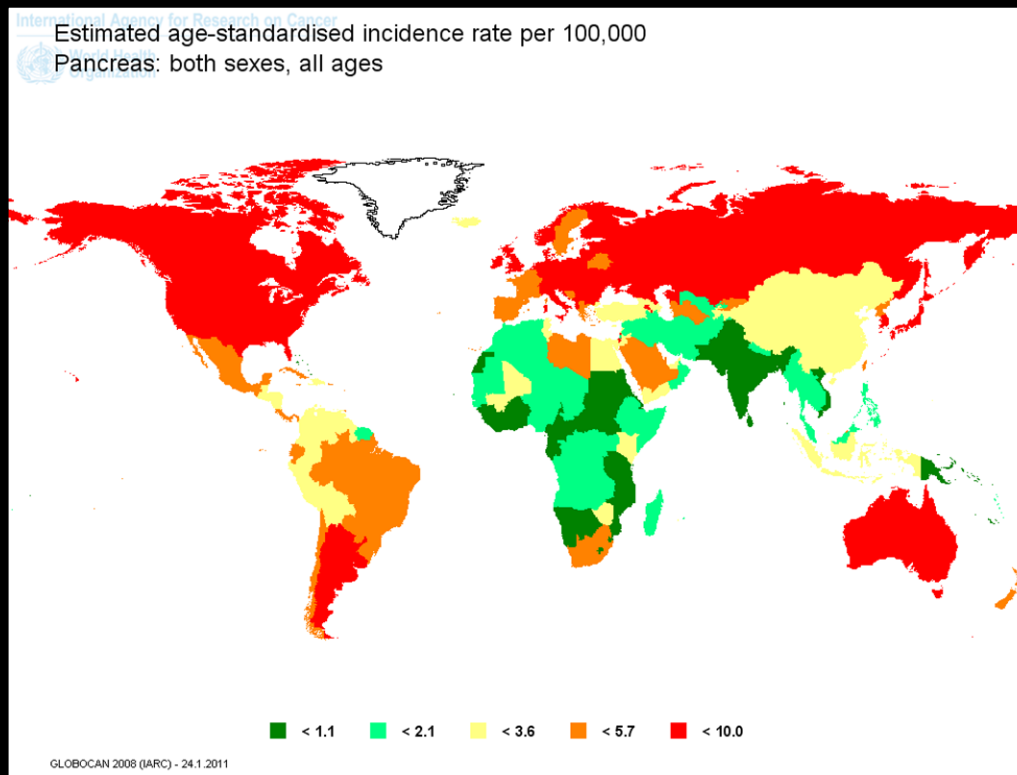 International Agency for Research on Cancer
Estimated age-standardised incidence rate per 100,000
World Health
Organization
Pancreas: both sexes, all ages
< 1.1 < 2.1 < 3.6 < 5.7 < 10.0
GLOBOCAN 2008 (IARC) - 24.1.2011